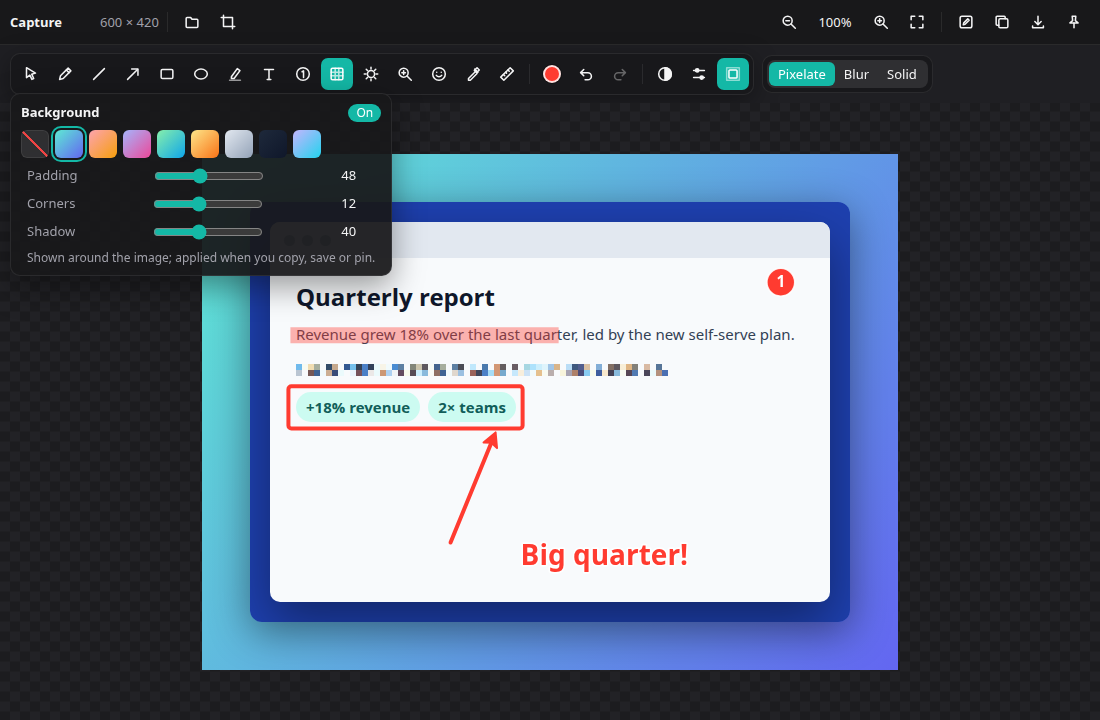 Capture
600 × 420
100%
T
1
Pixelate Blur Solid
Background On
Padding 48
Corners 12
Shadow 40
Shown around the image; applied when you copy, save or pin.
Quarterly report
1
Revenue grew 18% over the last quarter, led by the new self-serve plan.
+18% revenue 2× teams
Big quarter!